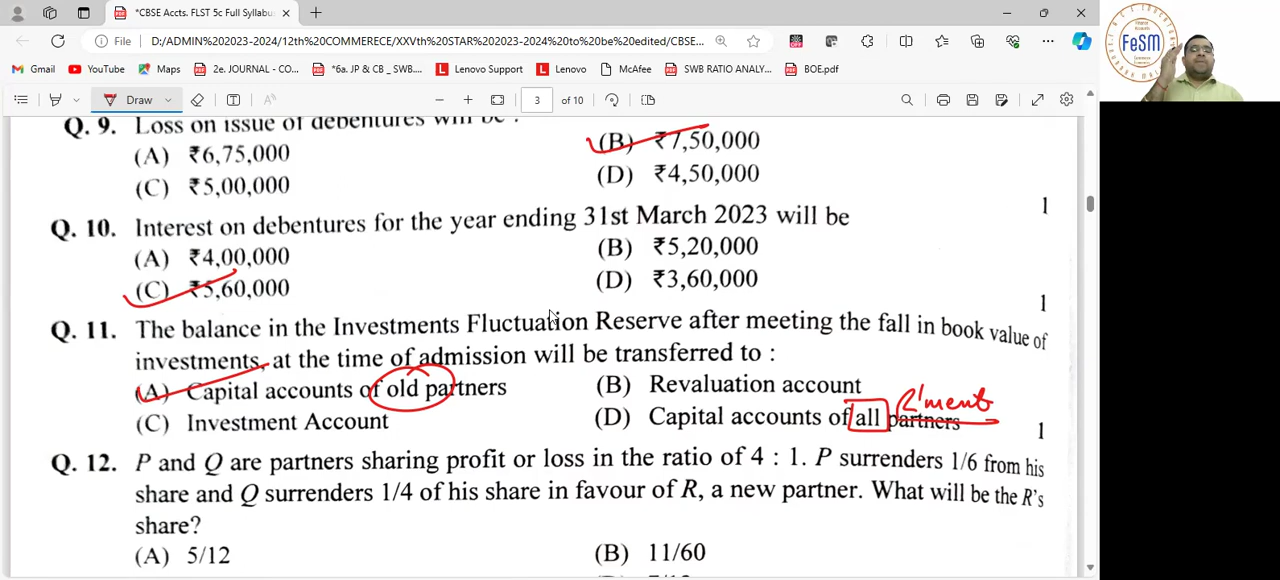 *CBSE Accts. FLST 5c Full Syllabu
File
D:/ADMIN%202023-2024/12th%20COMMERECE/XXVth%20STAR%202023-2024%20to%20be%20edited/CBSE...
Gmail
YouTube
Maps
2e. JOURNAL - CO...
*6a. JP & CB _ SWB....
Lenovo Support
Lenovo
McAfee
SWB RATIO ANALY...
BOE.pdf
Draw
3 of 10
FeSM
Q. 9. Loss on issue of debentures will be :
(A) ₹6,75,000
(B) ₹7,50,000
(C) ₹5,00,000
(D) ₹4,50,000
1
Q. 10. Interest on debentures for the year ending 31st March 2023 will be
(A) ₹4,00,000
(B) ₹5,20,000
(C) ₹5,60,000
(D) ₹3,60,000
1
Q. 11. The balance in the Investments Fluctuation Reserve after meeting the fall in book value of
investments, at the time of admission will be transferred to :
(A) Capital accounts of old partners
(B) Revaluation account
R'ment
(C) Investment Account
(D) Capital accounts of all partners
1
Q. 12. P and Q are partners sharing profit or loss in the ratio of 4 : 1. P surrenders 1/6 from his
share and Q surrenders 1/4 of his share in favour of R, a new partner. What will be the R's
share?
(A) 5/12
(B) 11/60